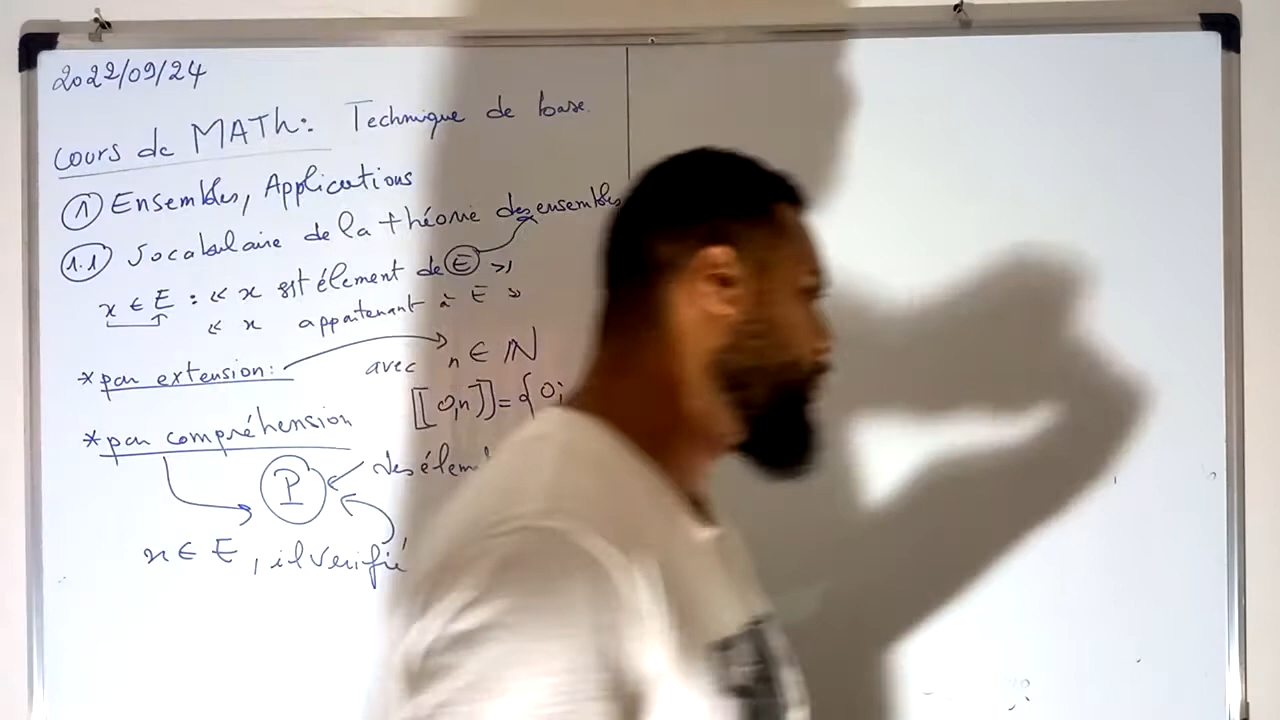 2022/09/24
Cours de MATH: Technique de base.
① Ensembles, Applications
1.1 Vocabulaire de la théorie des ensembles
x ∈ E : « x est élément de E »
« x appartenant à E »
* par extension: avec n ∈ ℕ
⟦0,n⟧ = {0;
* par compréhension
P des élém
x ∈ E, il vérifié